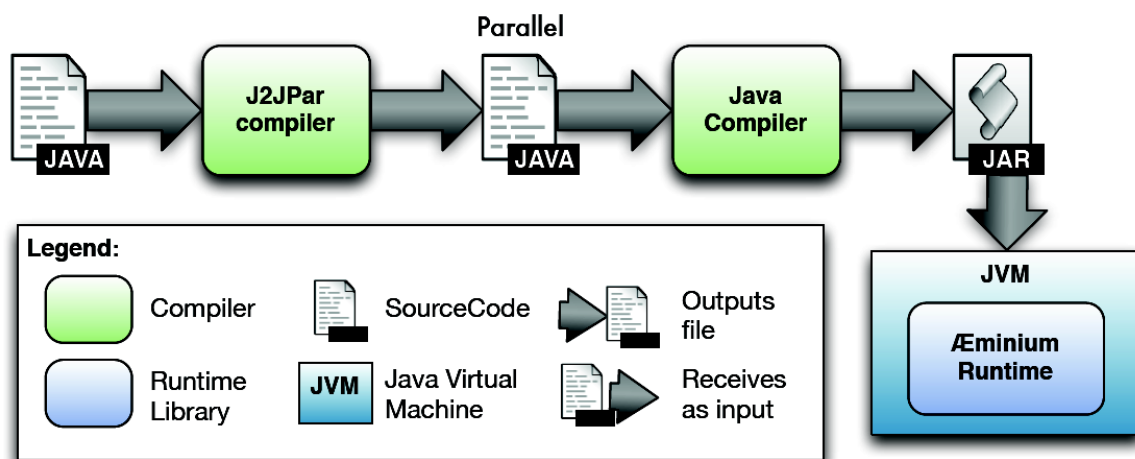 Parallel
JAVA
J2JPar
compiler
JAVA
Java
Compiler
JAR
Legend:
Compiler
SourceCode
Outputs
file
Runtime
Library
JVM
Java Virtual
Machine
Receives
as input
JVM
Æminium
Runtime